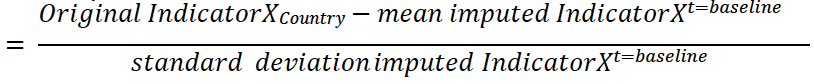 Original IndicatorX_Country − mean imputed IndicatorX^t=baseline
=
standard deviation imputed IndicatorX^t=baseline